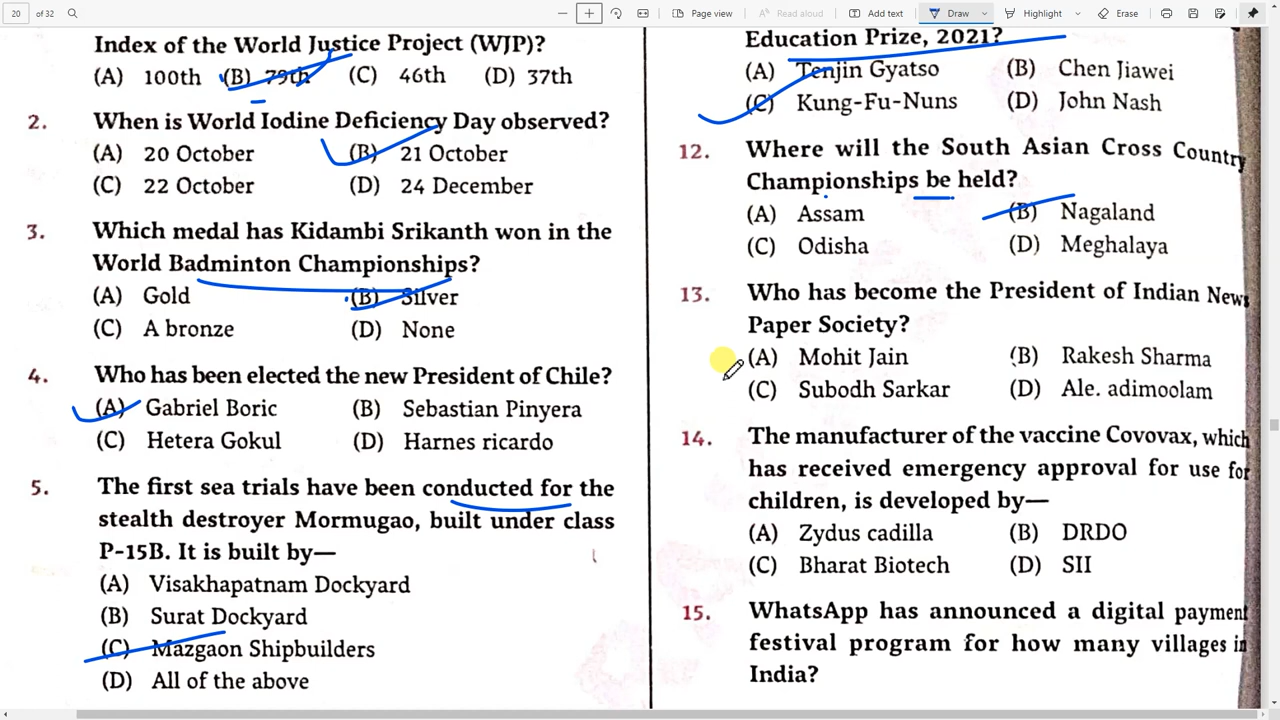 20 of 32
Page view
Read aloud
Add text
Draw
Highlight
Erase
Index of the World Justice Project (WJP)?
(A) 100th (B) 79th (C) 46th (D) 37th
2. When is World Iodine Deficiency Day observed?
(A) 20 October (B) 21 October
(C) 22 October (D) 24 December
3. Which medal has Kidambi Srikanth won in the
World Badminton Championships?
(A) Gold (B) Silver
(C) A bronze (D) None
4. Who has been elected the new President of Chile?
(A) Gabriel Boric (B) Sebastian Pinyera
(C) Hetera Gokul (D) Harnes ricardo
5. The first sea trials have been conducted for the
stealth destroyer Mormugao, built under class
P-15B. It is built by—
(A) Visakhapatnam Dockyard
(B) Surat Dockyard
(C) Mazgaon Shipbuilders
(D) All of the above
Education Prize, 2021?
(A) Tenjin Gyatso (B) Chen Jiawei
(C) Kung-Fu-Nuns (D) John Nash
12. Where will the South Asian Cross Country
Championships be held?
(A) Assam (B) Nagaland
(C) Odisha (D) Meghalaya
13. Who has become the President of Indian News
Paper Society?
(A) Mohit Jain (B) Rakesh Sharma
(C) Subodh Sarkar (D) Ale. adimoolam
14. The manufacturer of the vaccine Covovax, which
has received emergency approval for use for
children, is developed by—
(A) Zydus cadilla (B) DRDO
(C) Bharat Biotech (D) SII
15. WhatsApp has announced a digital payment
festival program for how many villages in
India?